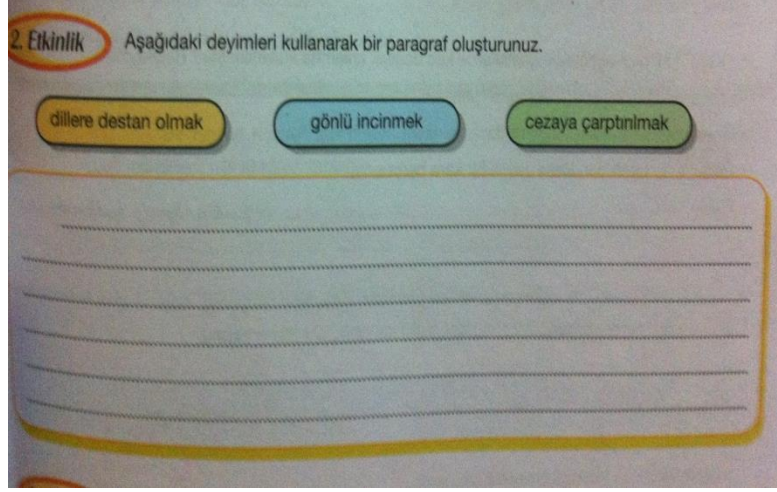 2. Etkinlik Aşağıdaki deyimleri kullanarak bir paragraf oluşturunuz.
dillere destan olmak gönlü incinmek cezaya çarptırılmak